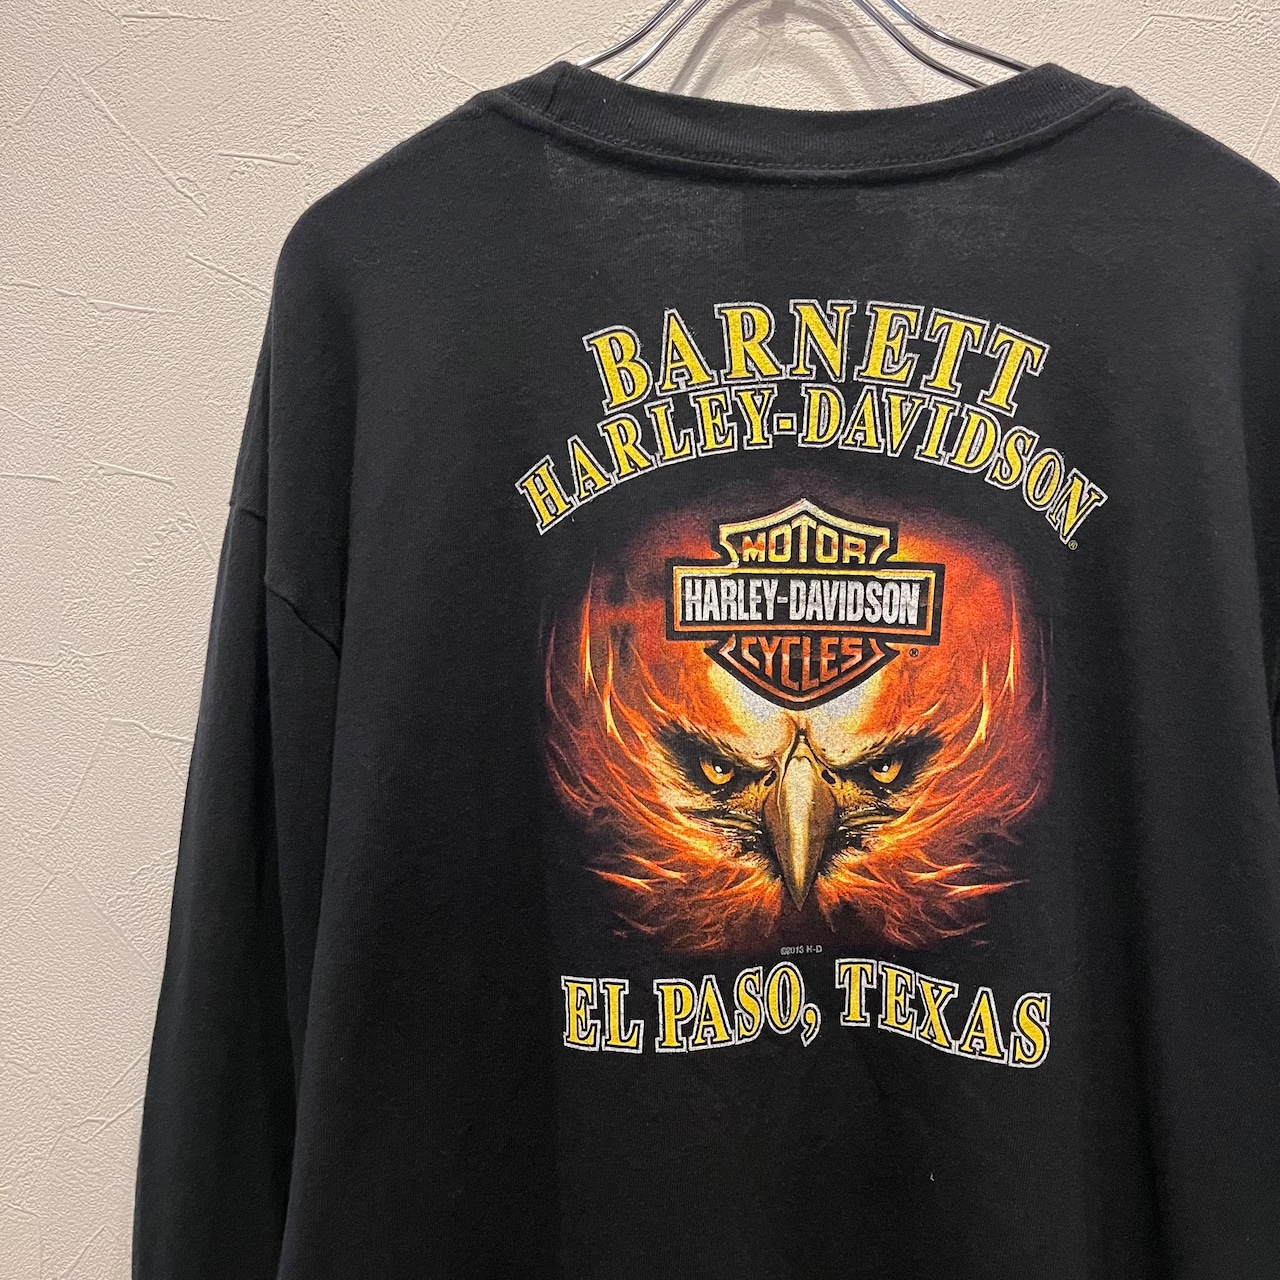 BARNETT
HARLEY-DAVIDSON®
MOTOR
HARLEY-DAVIDSON
CYCLES ®
©2013 H-D
EL PASO, TEXAS